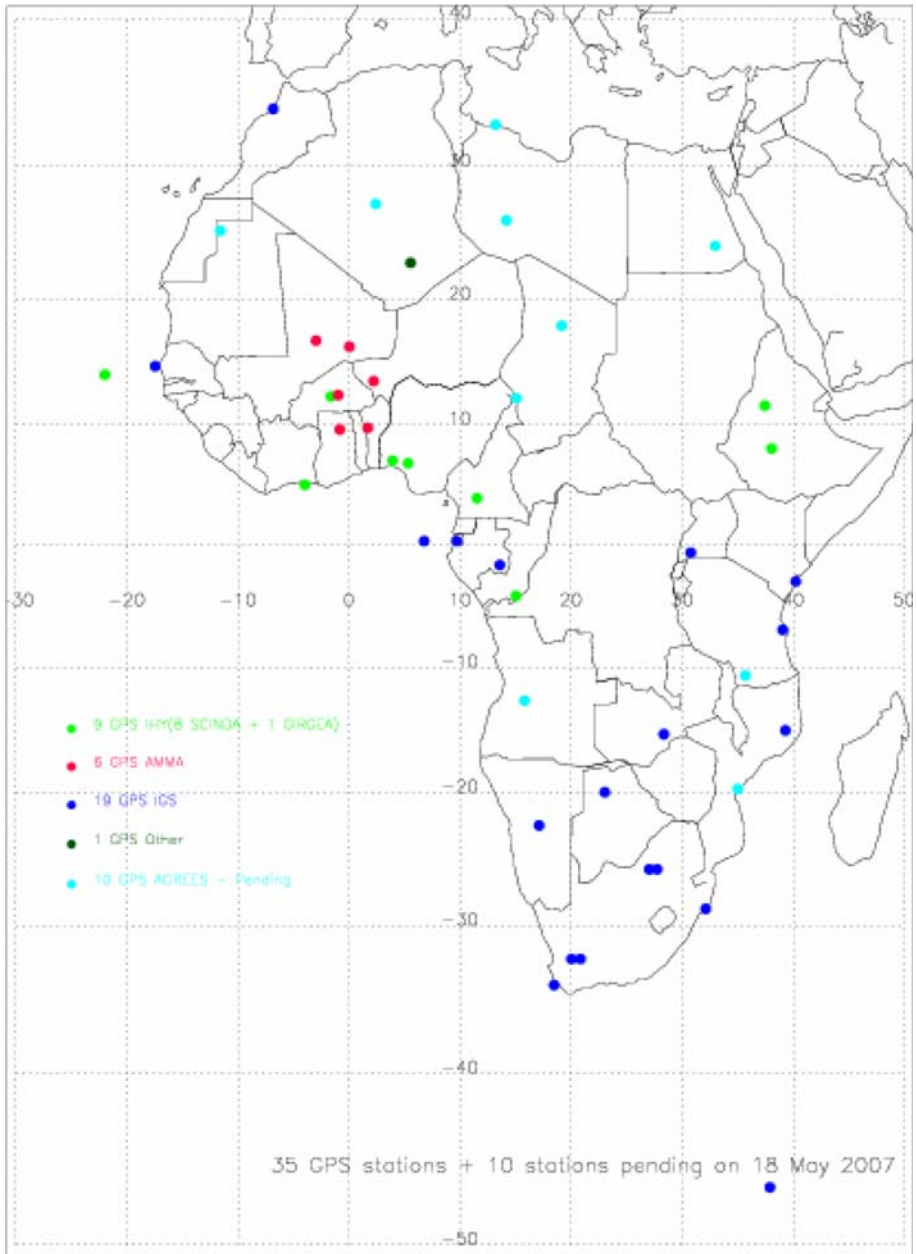 40
30
20
10
-30 -20 -10 0 10 20 30 40 50
-10
9 GPS IHY(8 SCINDA + 1 GIRGEA)
6 GPS AMMA
-20
19 GPS IGS
1 GPS Other
10 GPS AGREES - Pending
-30
-40
35 GPS stations + 10 stations pending on 18 May 2007
-50